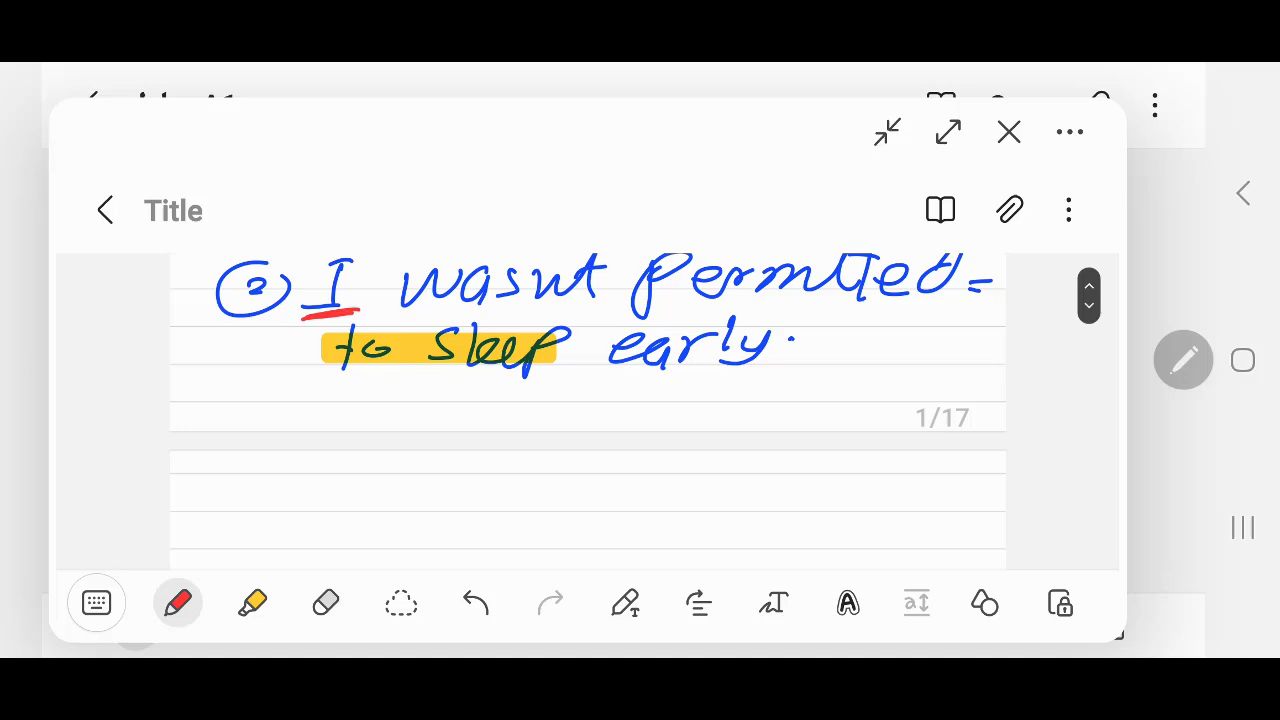 Title
② I wasnt permitted =
to sleep early.
1/17